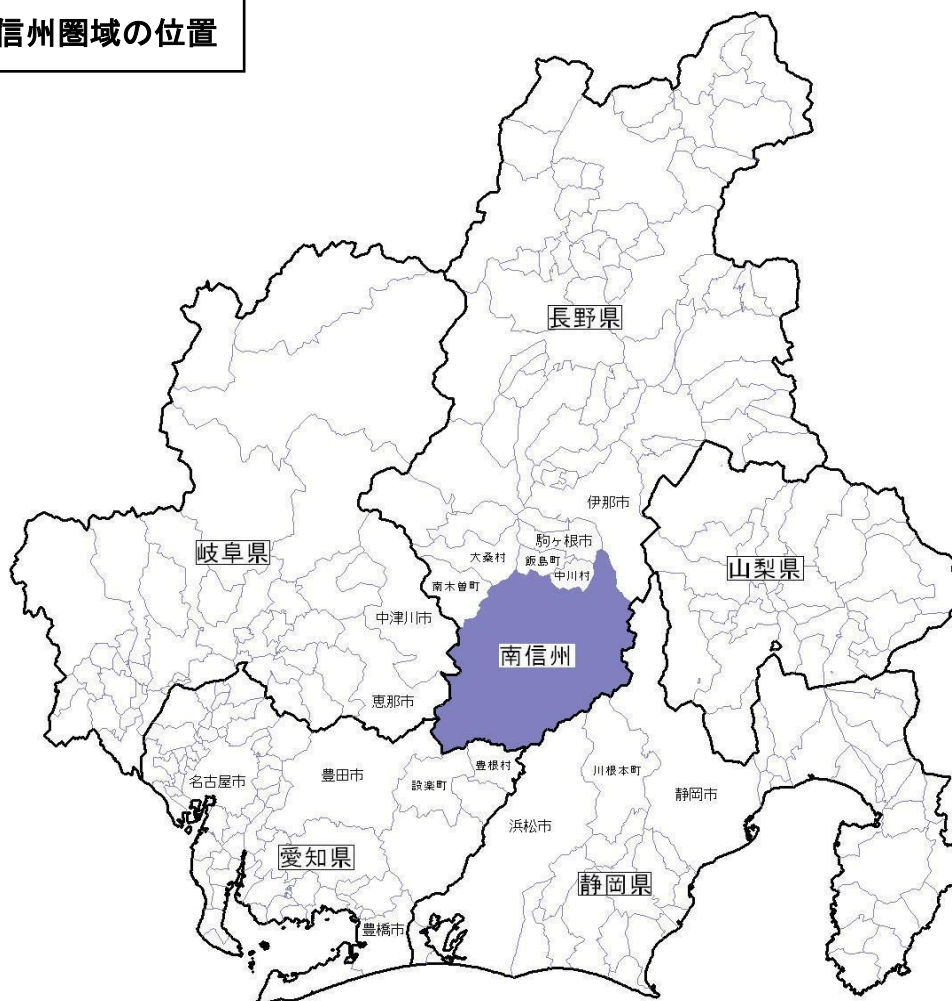 信州圏域の位置
長野県
伊那市
駒ヶ根市
大桑村
飯島町
中川村
南木曽町
岐阜県
山梨県
中津川市
南信州
恵那市
豊根村
名古屋市
豊田市
設楽町
川根本町
静岡市
浜松市
愛知県
静岡県
豊橋市